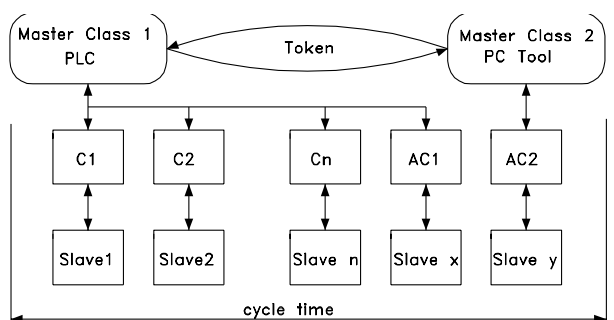 Master Class 1
PLC
Token
Master Class 2
PC Tool
C1
C2
Cn
AC1
AC2
Slave1
Slave2
Slave n
Slave x
Slave y
cycle time